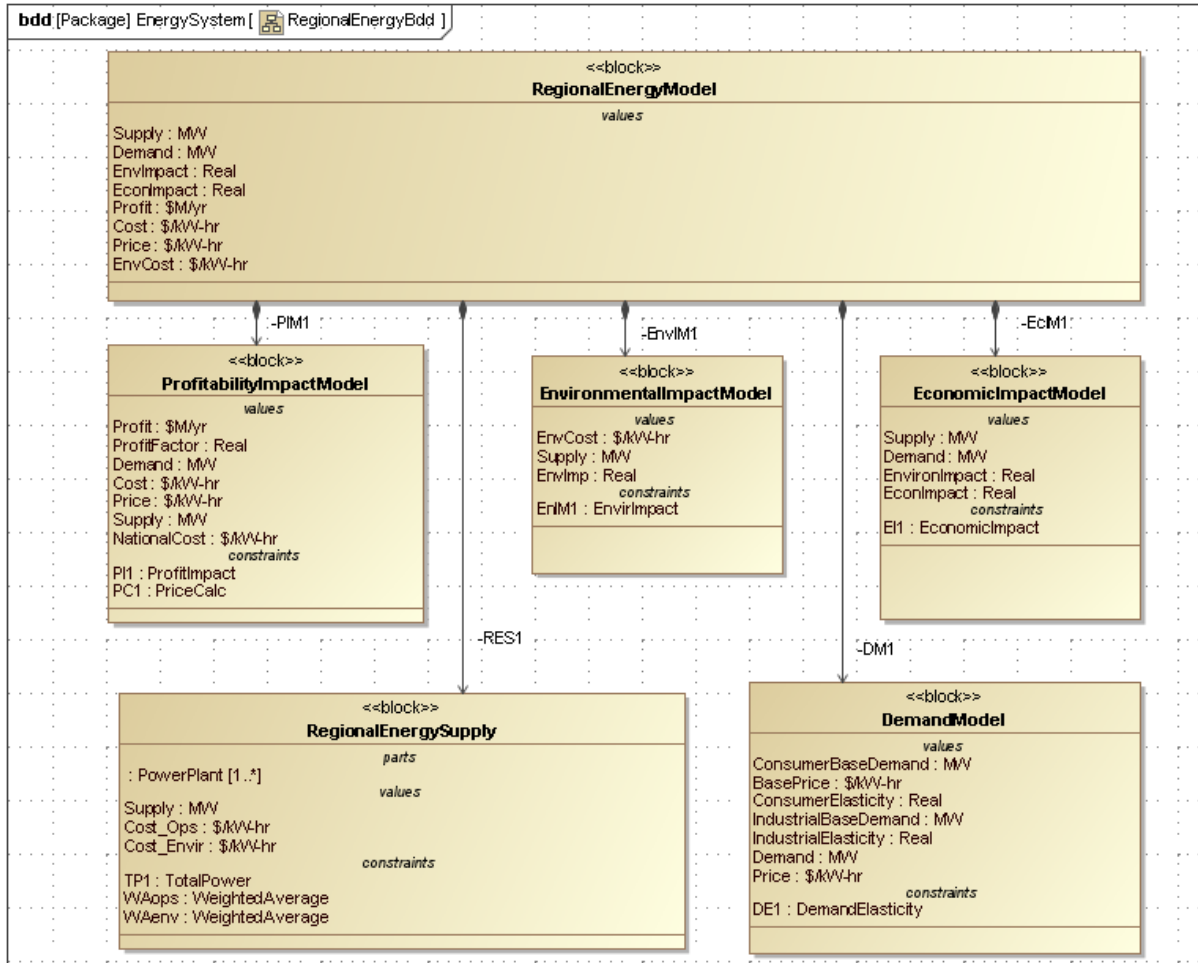 bdd [Package] EnergySystem [ RegionalEnergyBdd ]
<<block>>
RegionalEnergyModel
values
Supply : MW
Demand : MW
EnvImpact : Real
EconImpact : Real
Profit : $M/yr
Cost : $/kW-hr
Price : $/kW-hr
EnvCost : $/kW-hr
-PIM1
-EnvIM1
-EcIM1
<<block>>
ProfitabilityImpactModel
values
Profit : $M/yr
ProfitFactor : Real
Demand : MW
Cost : $/kW-hr
Price : $/kW-hr
Supply : MW
NationalCost : $/kW-hr
constraints
PI1 : ProfitImpact
PC1 : PriceCalc
<<block>>
EnvironmentalImpactModel
values
EnvCost : $/kW-hr
Supply : MW
EnvImp : Real
constraints
EnIM1 : EnvirImpact
<<block>>
EconomicImpactModel
values
Supply : MW
Demand : MW
EnvironImpact : Real
EconImpact : Real
constraints
EI1 : EconomicImpact
-RES1
-DM1
<<block>>
RegionalEnergySupply
parts
: PowerPlant [1..*]
values
Supply : MW
Cost_Ops : $/kW-hr
Cost_Envir : $/kW-hr
constraints
TP1 : TotalPower
WAops : WeightedAverage
WAenv : WeightedAverage
<<block>>
DemandModel
values
ConsumerBaseDemand : MW
BasePrice : $/kW-hr
ConsumerElasticity : Real
IndustrialBaseDemand : MW
IndustrialElasticity : Real
Demand : MW
Price : $/kW-hr
constraints
DE1 : DemandElasticity